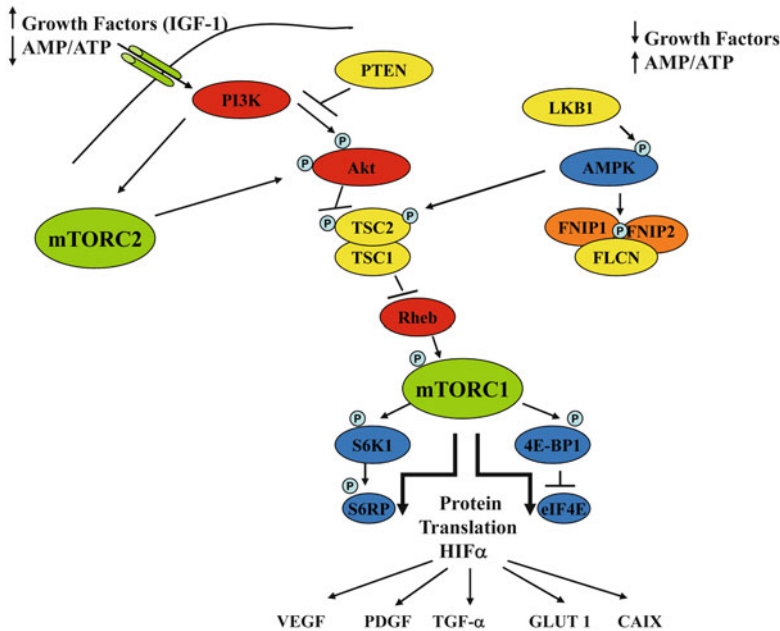 ↑ Growth Factors (IGF-1)
↓ AMP/ATP
↓ Growth Factors
↑ AMP/ATP
PTEN
PI3K
LKB1
P
P
P
Akt
AMPK
mTORC2
P
P
TSC2
TSC1
FNIP1
P
FNIP2
FLCN
Rheb
P
mTORC1
P
P
S6K1
4E-BP1
P
S6RP
eIF4E
Protein
Translation
HIFα
VEGF PDGF TGF-α GLUT 1 CAIX